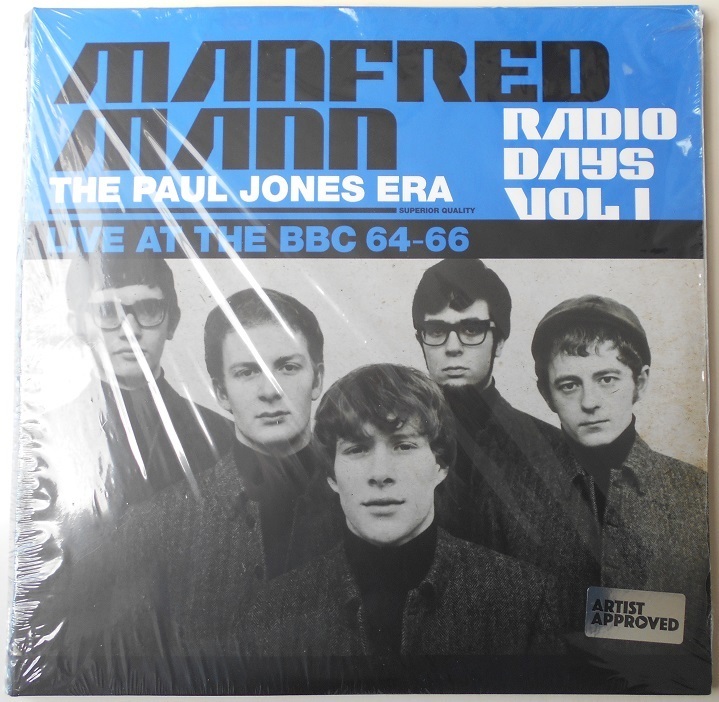 MANFRED
MANN
THE PAUL JONES ERA
SUPERIOR QUALITY
RADIO
DAYS
VOL 1
LIVE AT THE BBC 64-66
ARTIST
APPROVED